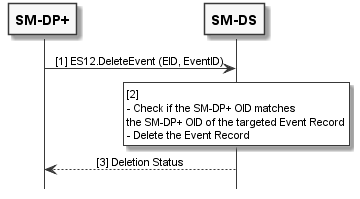 SM-DP+
SM-DS
[1] ES12.DeleteEvent (EID, EventID)
[2]
- Check if the SM-DP+ OID matches
the SM-DP+ OID of the targeted Event Record
- Delete the Event Record
[3] Deletion Status